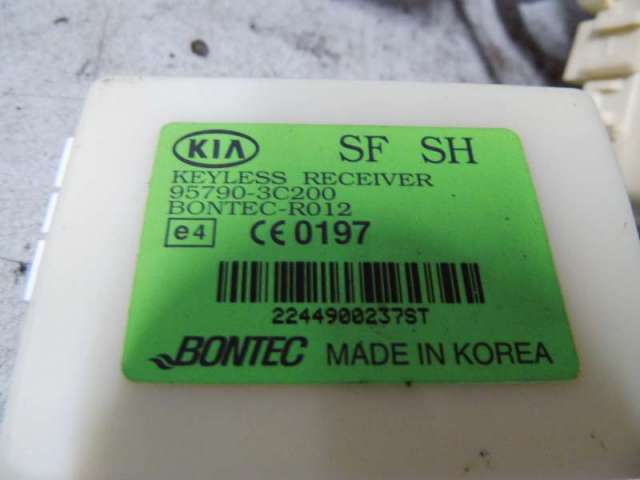 KIA SF SH
KEYLESS RECEIVER
95790-3C200
BONTEC-R012
e4 CE 0197
2244900237ST
BONTEC MADE IN KOREA